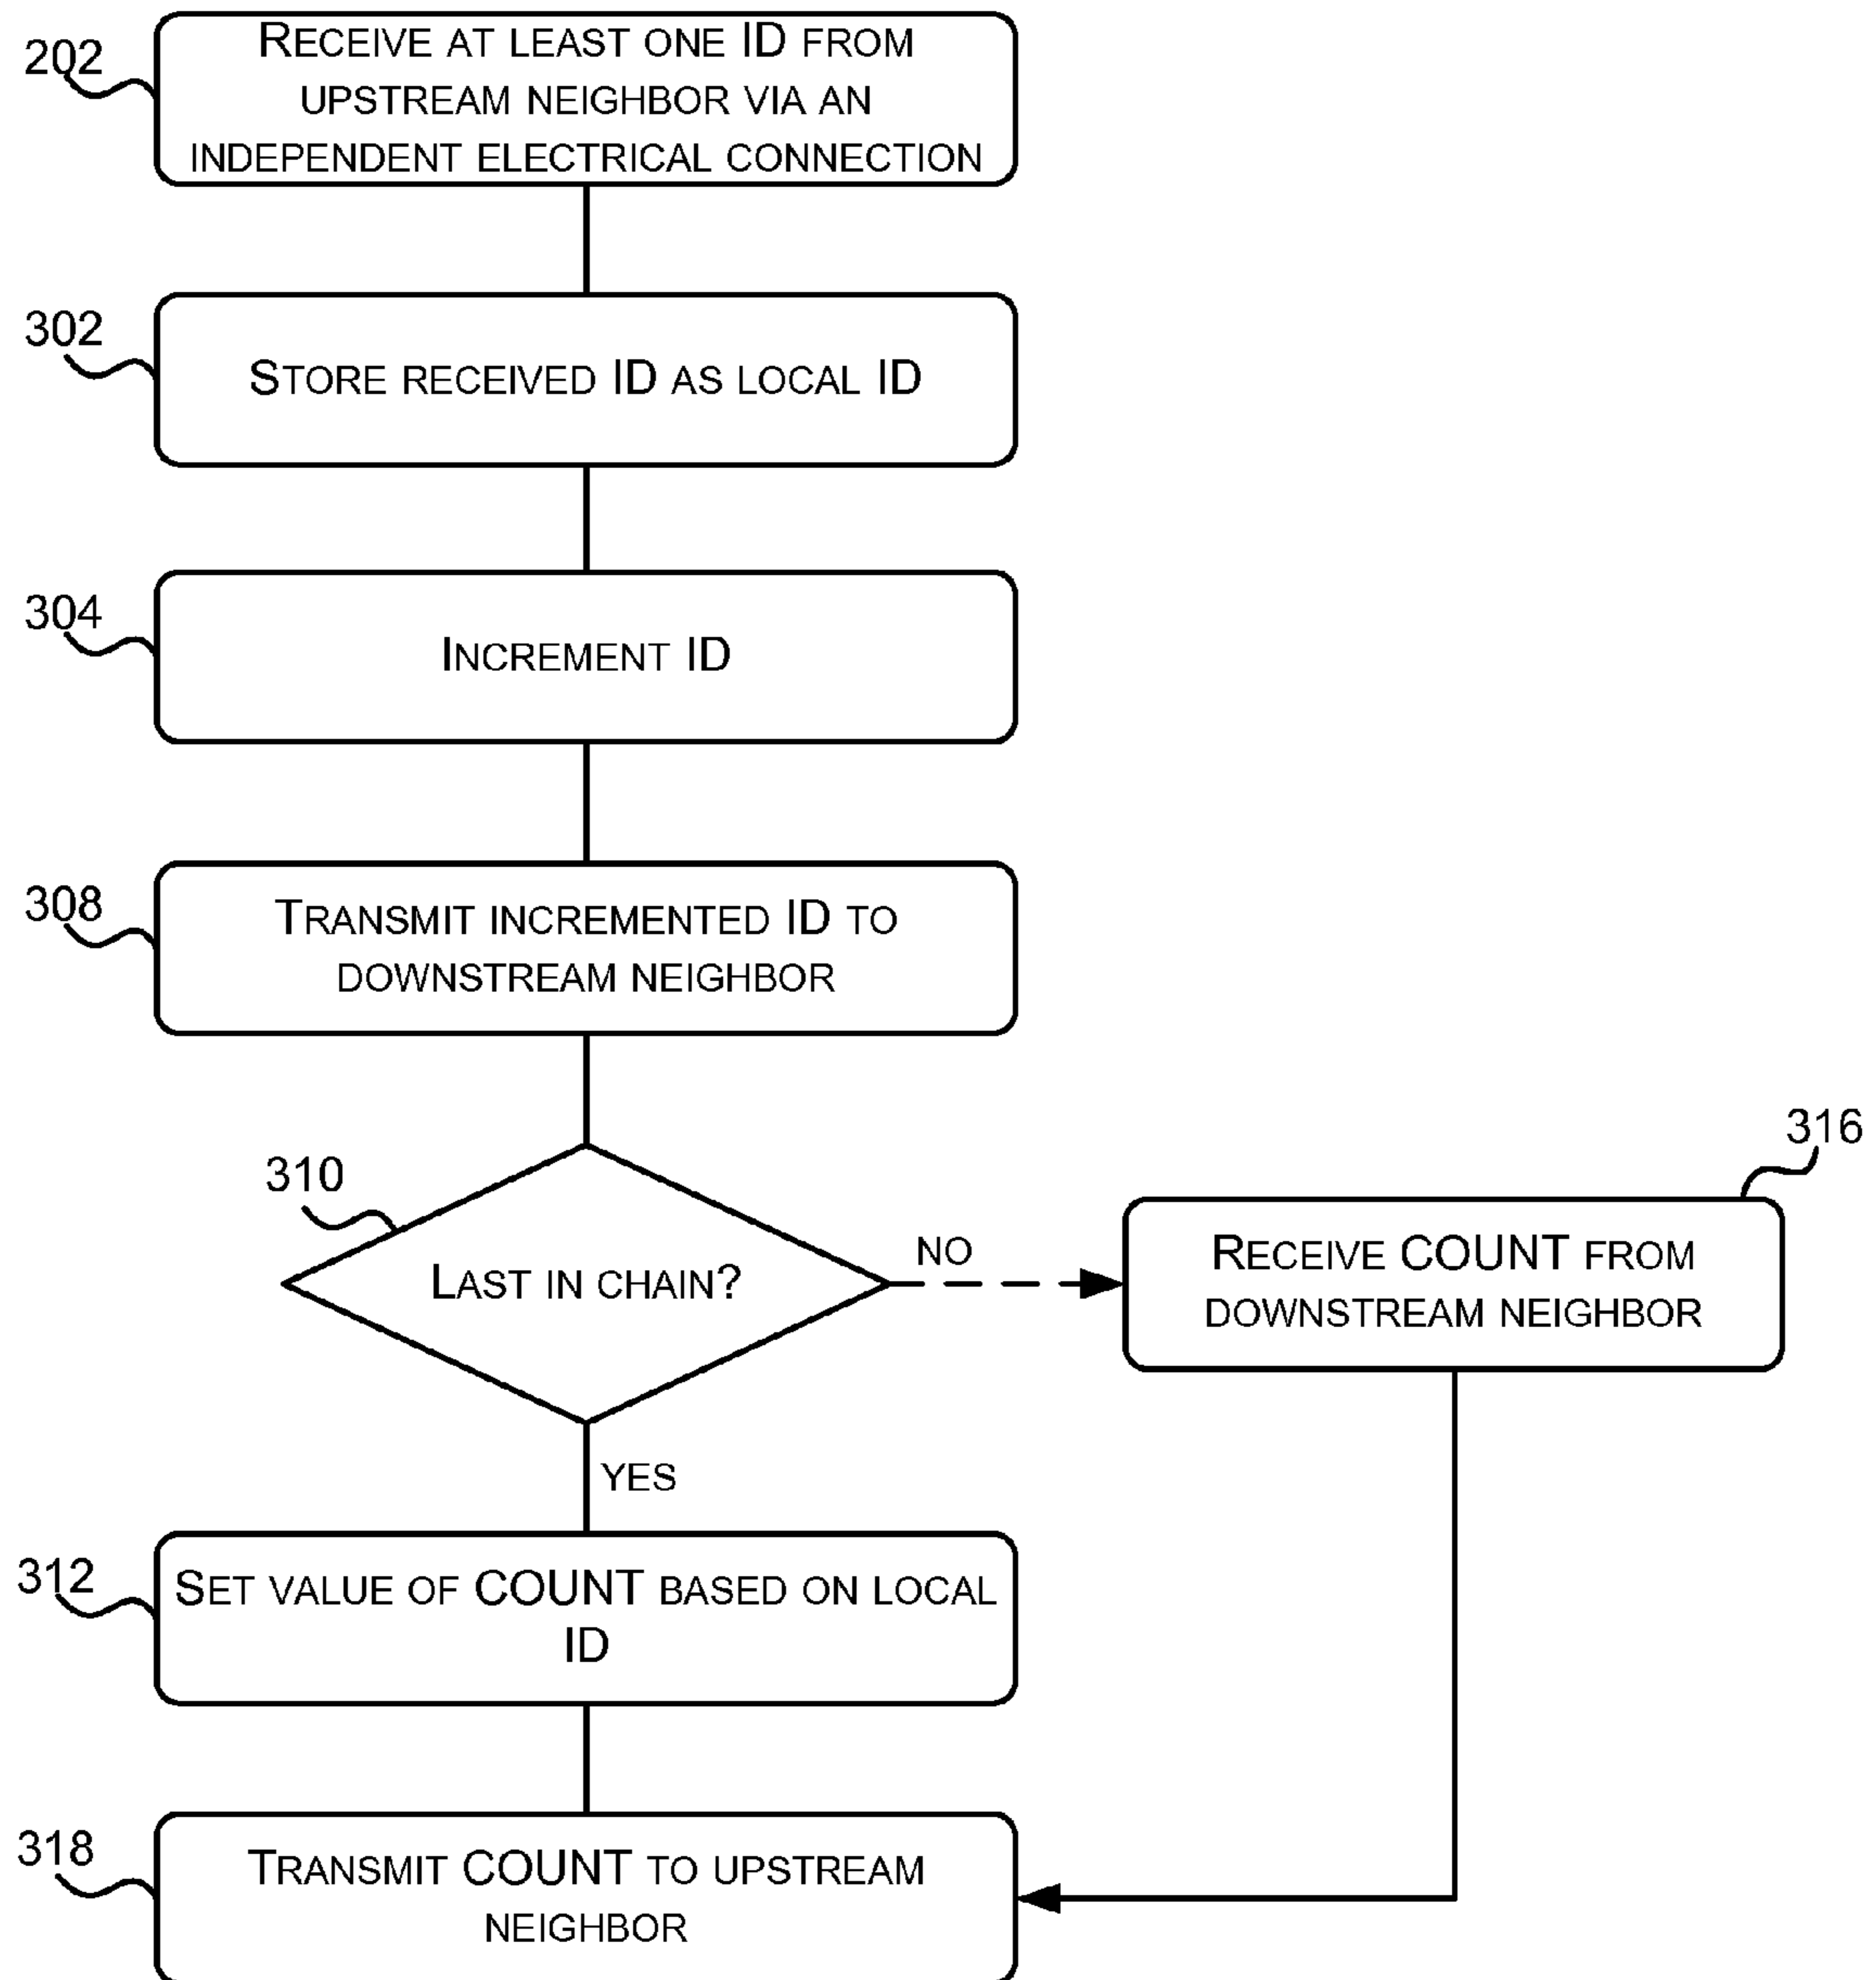 202
RECEIVE AT LEAST ONE ID FROM
UPSTREAM NEIGHBOR VIA AN
INDEPENDENT ELECTRICAL CONNECTION
302
STORE RECEIVED ID AS LOCAL ID
304
INCREMENT ID
308
TRANSMIT INCREMENTED ID TO
DOWNSTREAM NEIGHBOR
310
LAST IN CHAIN?
NO
316
RECEIVE COUNT FROM
DOWNSTREAM NEIGHBOR
YES
312
SET VALUE OF COUNT BASED ON LOCAL
ID
318
TRANSMIT COUNT TO UPSTREAM
NEIGHBOR